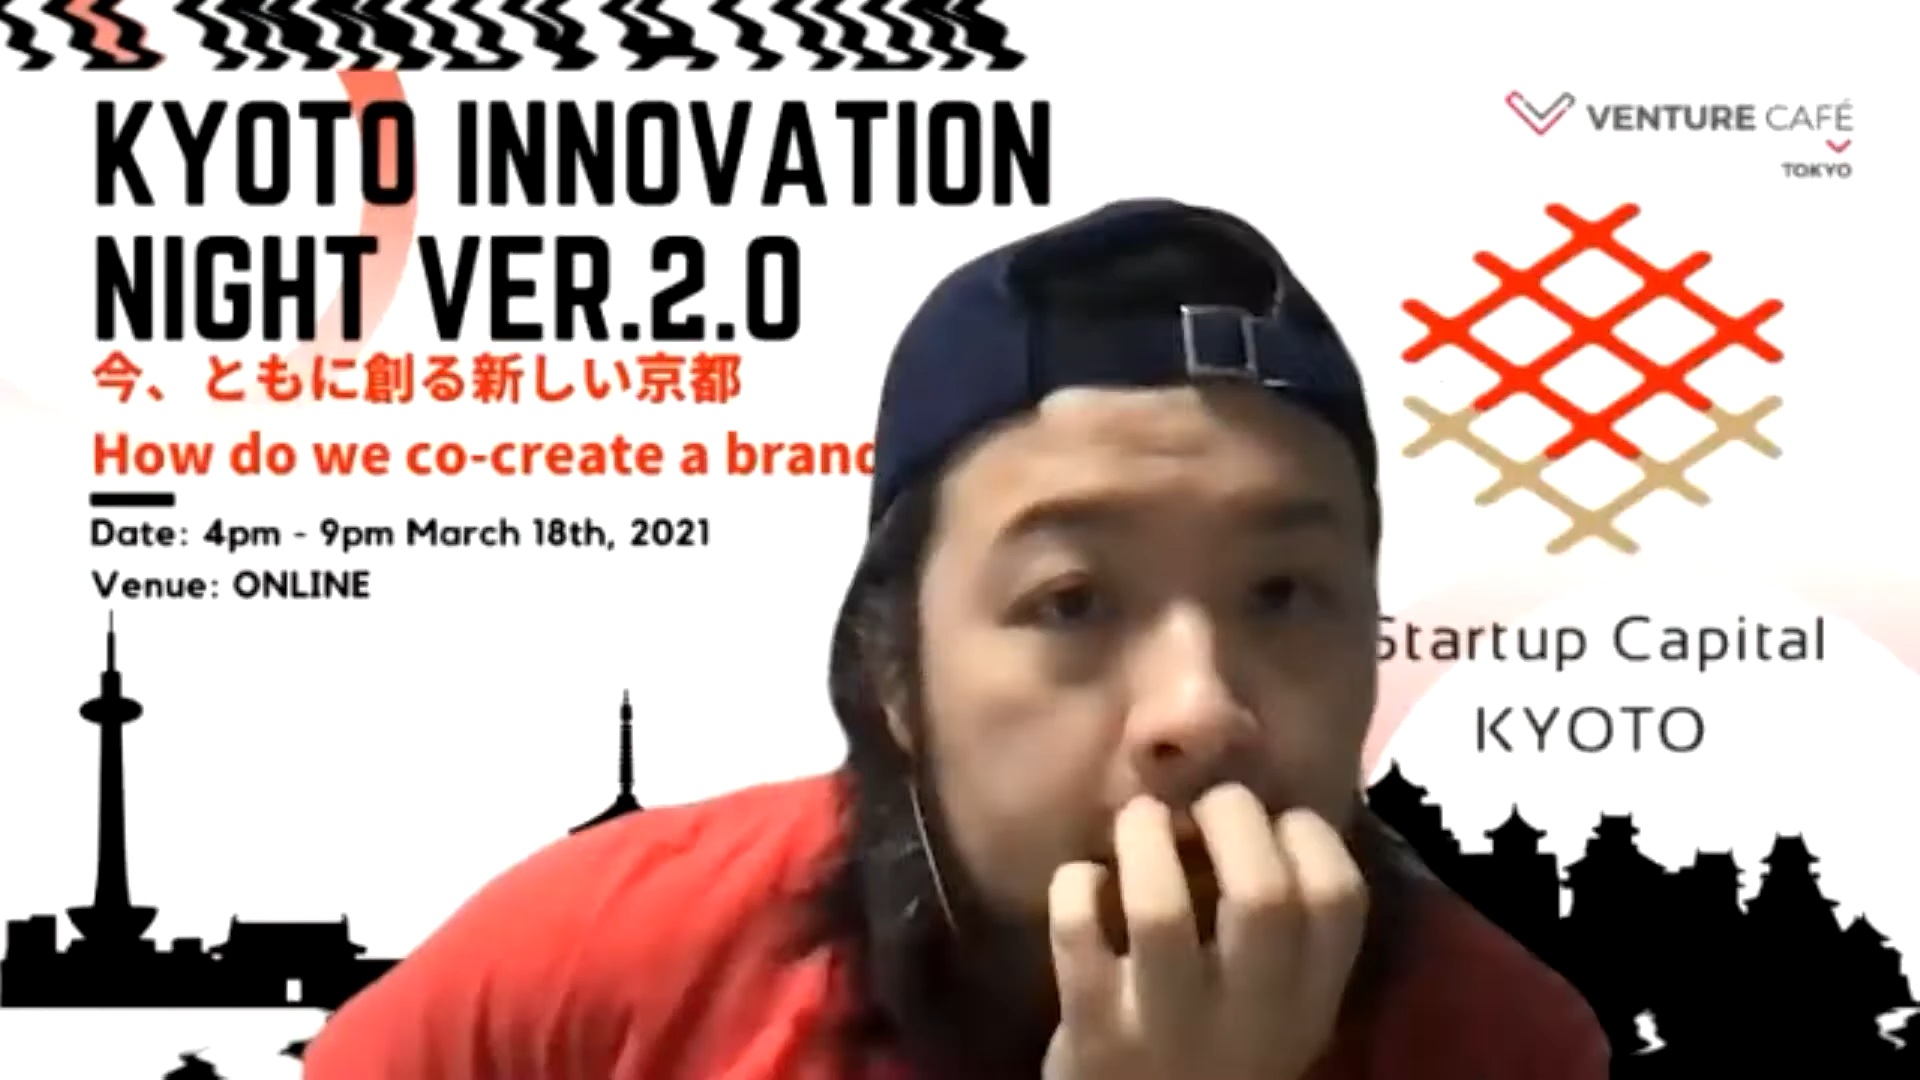 KYOTO INNOVATION
NIGHT VER.2.0
今、ともに創る新しい京都
How do we co-create a brand
Date: 4pm - 9pm March 18th, 2021
Venue: ONLINE
VENTURE CAFÉ
TOKYO
Startup Capital
KYOTO